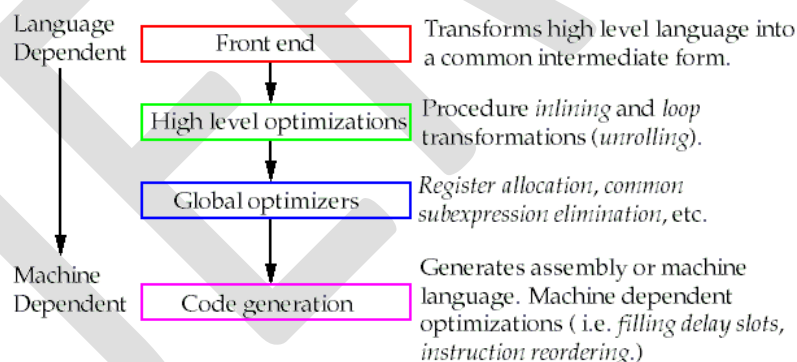 Language
Dependent
Front end
Transforms high level language into
a common intermediate form.
High level optimizations
Procedure inlining and loop
transformations (unrolling).
Global optimizers
Register allocation, common
subexpression elimination, etc.
Machine
Dependent
Code generation
Generates assembly or machine
language. Machine dependent
optimizations ( i.e. filling delay slots,
instruction reordering.)